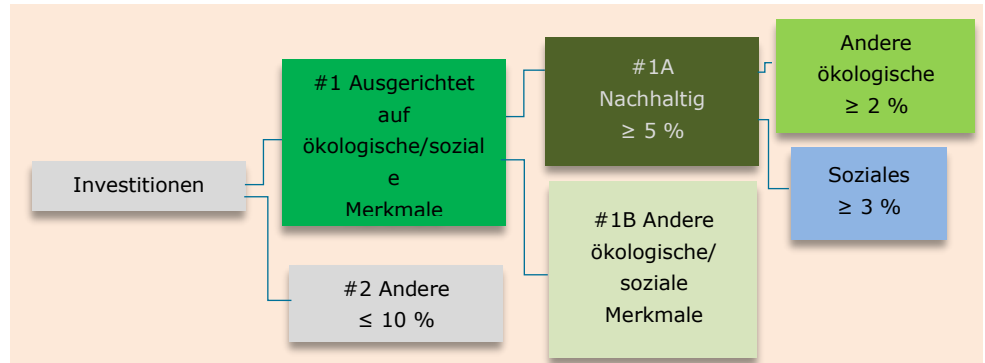 Investitionen
#1 Ausgerichtet
auf
ökologische/sozial
e
Merkmale
#2 Andere
≤ 10 %
#1A
Nachhaltig
≥ 5 %
#1B Andere
ökologische/
soziale
Merkmale
Andere
ökologische
≥ 2 %
Soziales
≥ 3 %